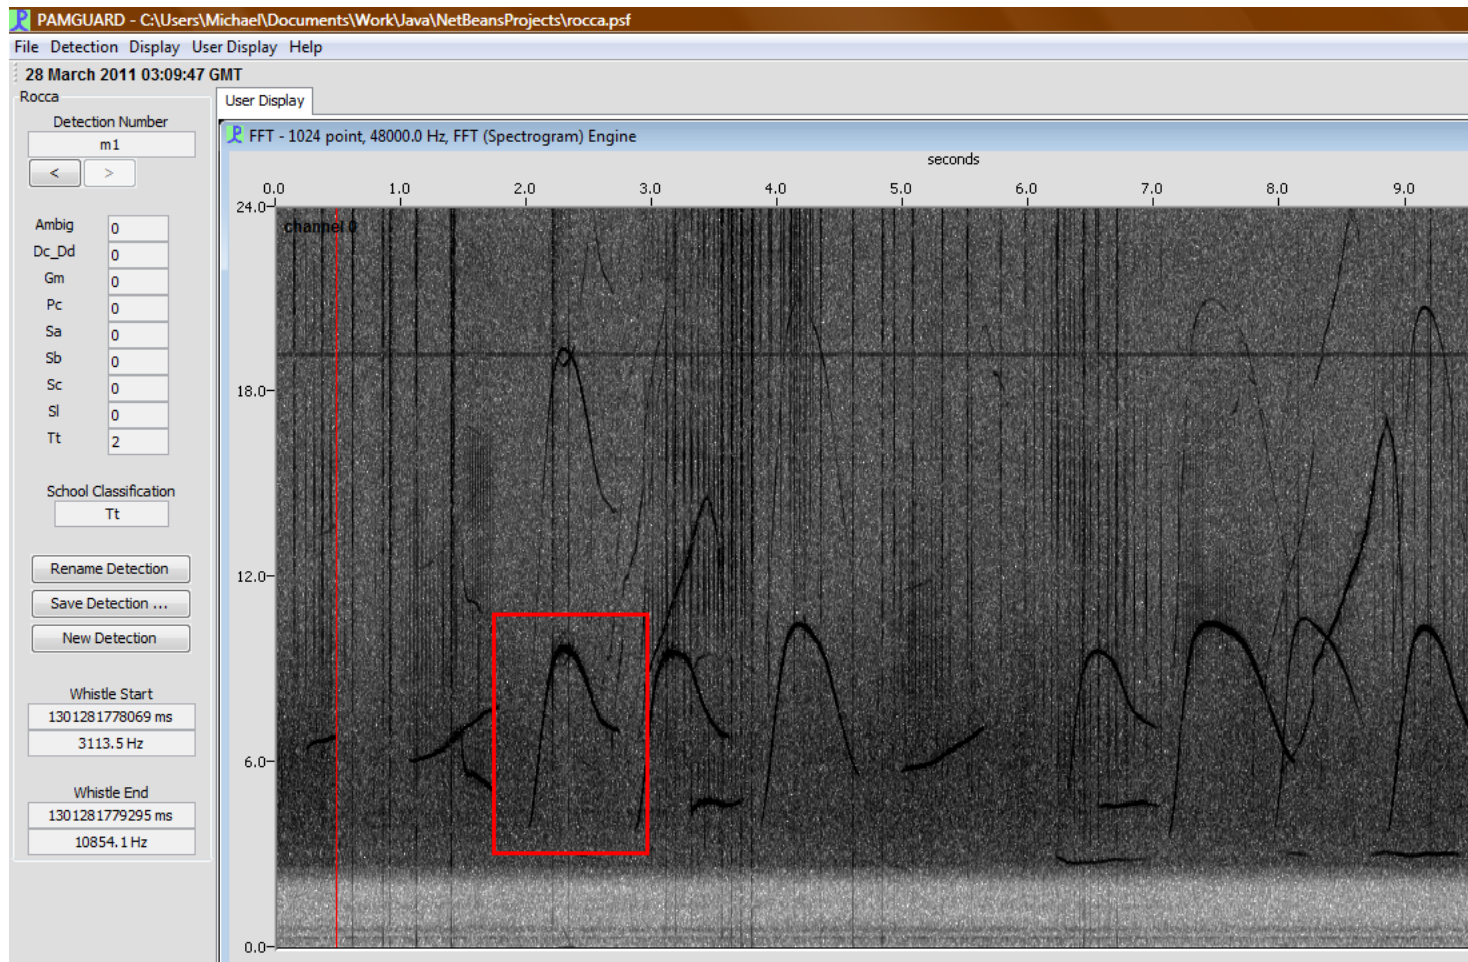 PAMGUARD - C:\Users\Michael\Documents\Work\Java\NetBeansProjects\rocca.psf
File Detection Display User Display Help
28 March 2011 03:09:47 GMT
Rocca
Detection Number
m1
< >
Ambig 0
Dc_Dd 0
Gm 0
Pc 0
Sa 0
Sb 0
Sc 0
Sl 0
Tt 2
School Classification
Tt
Rename Detection
Save Detection ...
New Detection
Whistle Start
1301281778069 ms
3113.5 Hz
Whistle End
1301281779295 ms
10854.1 Hz
User Display
FFT - 1024 point, 48000.0 Hz, FFT (Spectrogram) Engine
seconds
0.0 1.0 2.0 3.0 4.0 5.0 6.0 7.0 8.0 9.0
24.0
channel 0
18.0
12.0
6.0
0.0